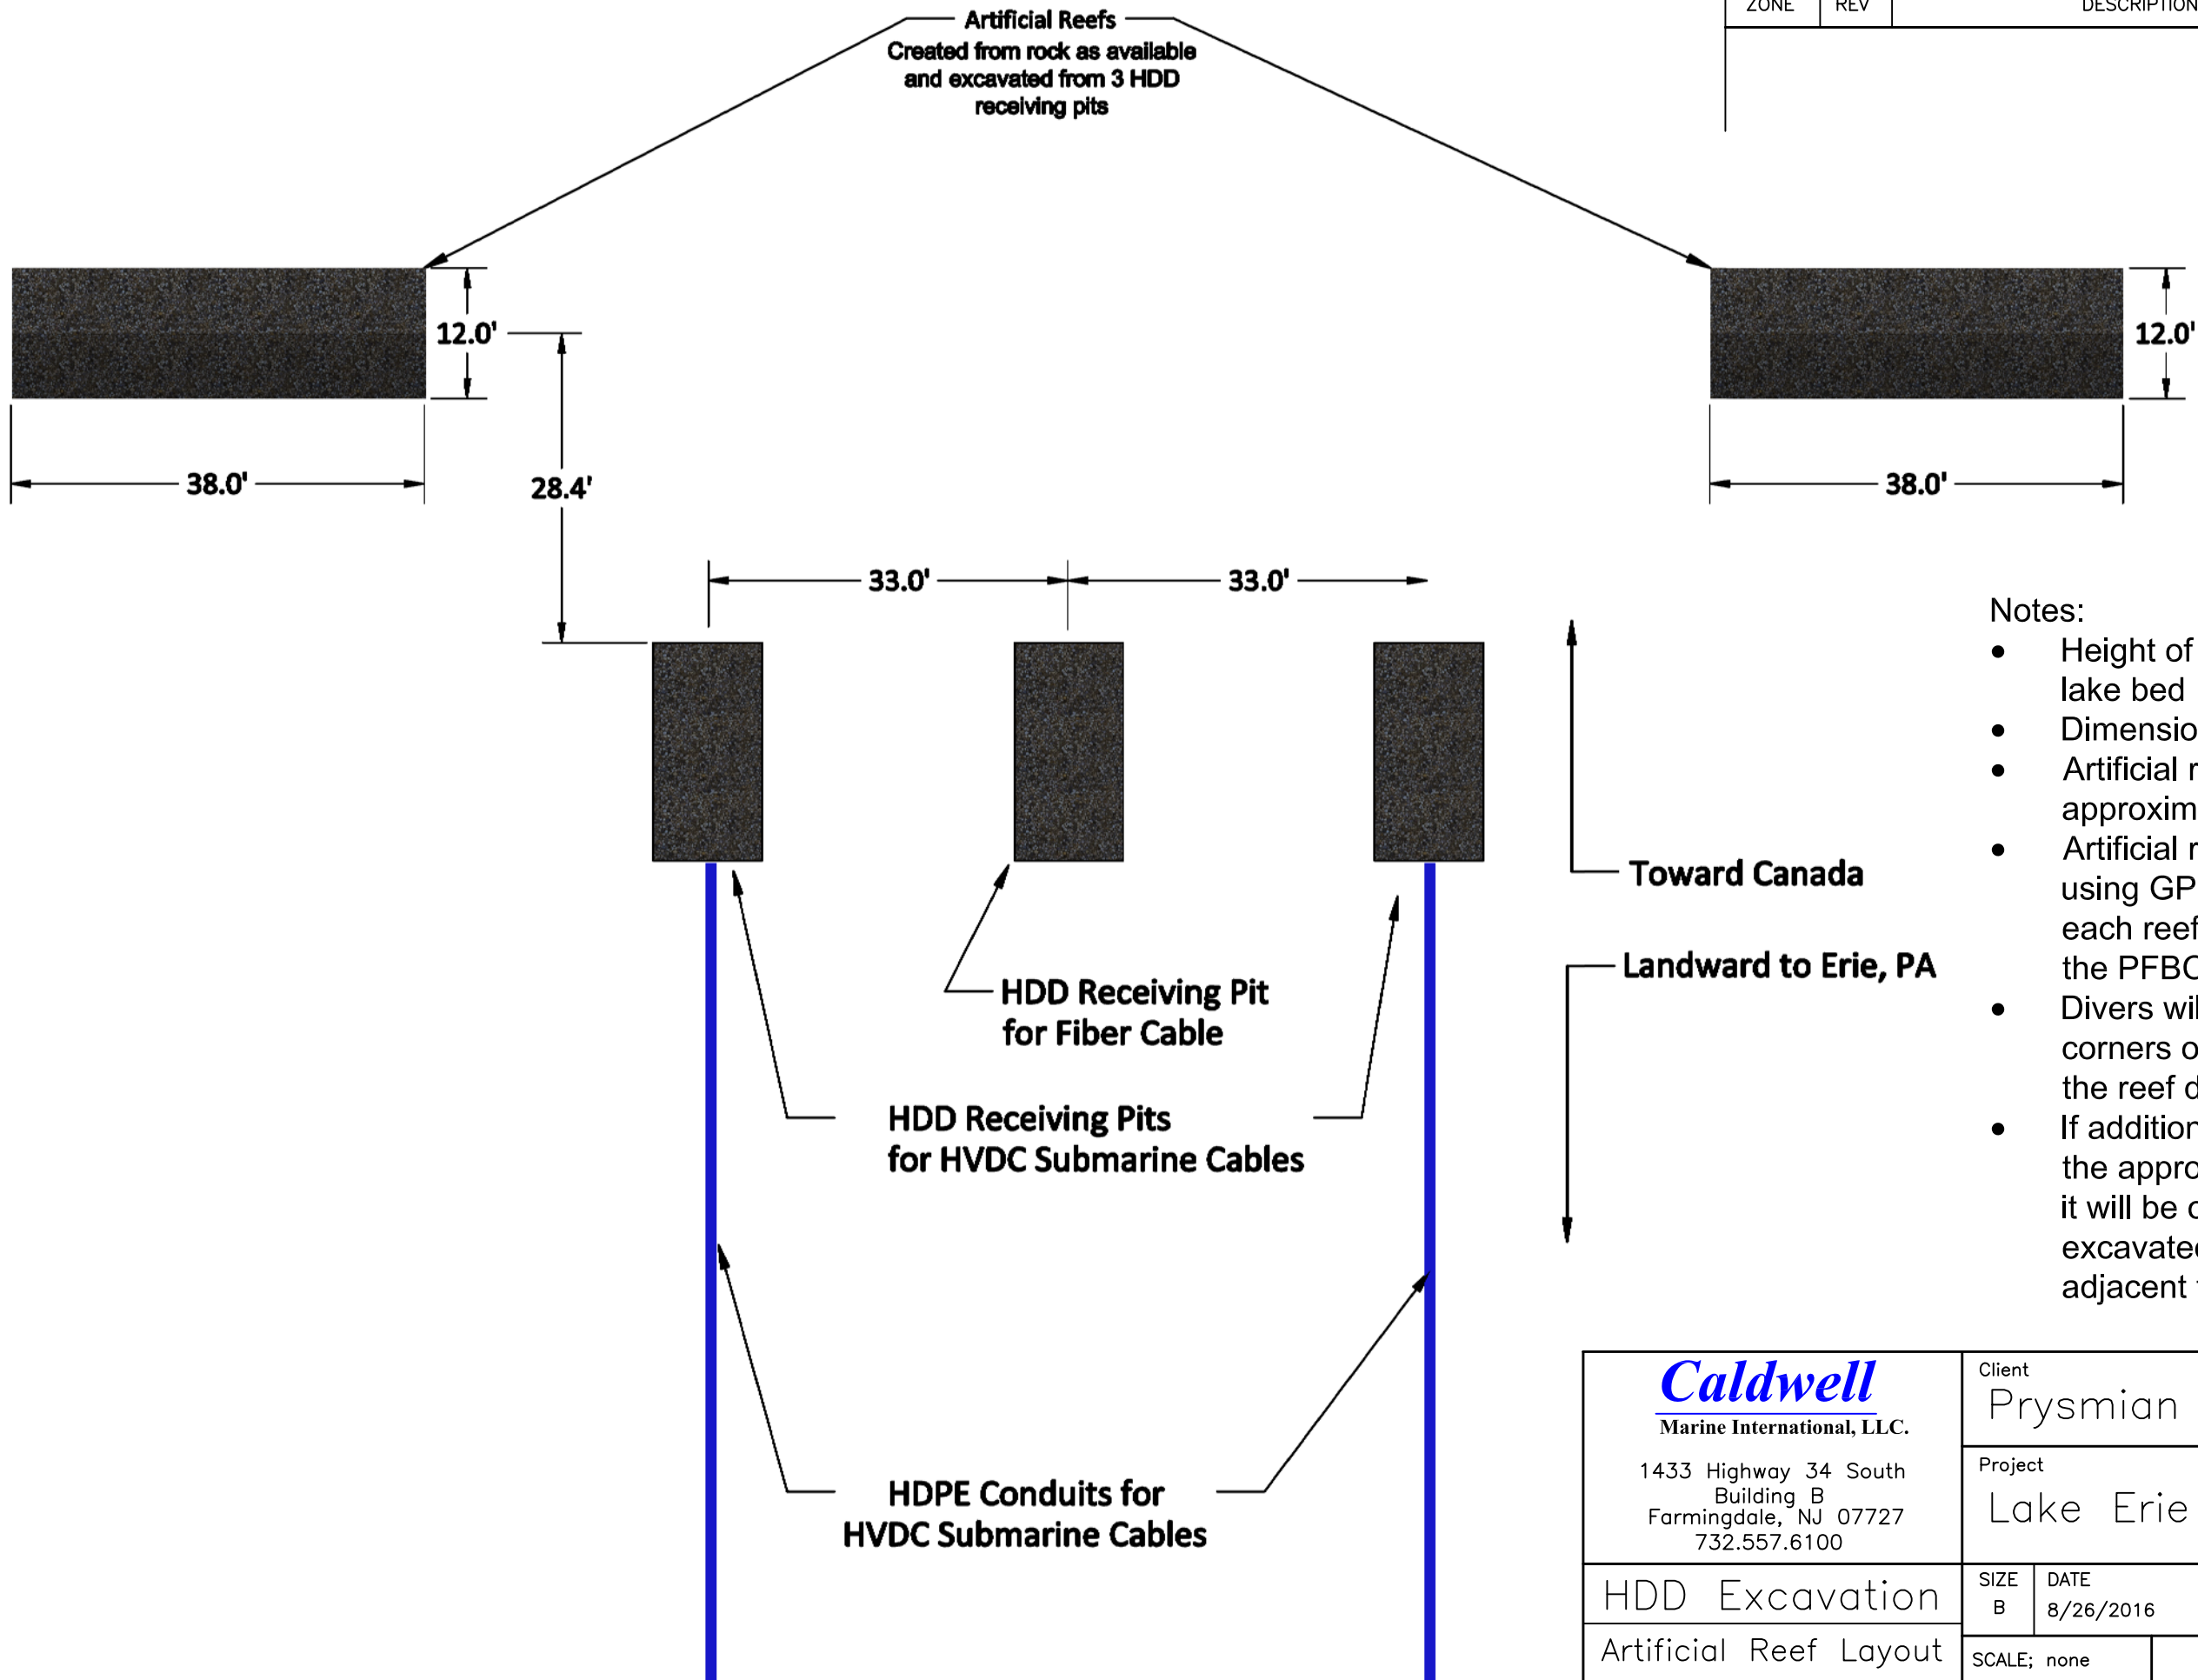 ZONE REV DESCRIPTION
Artificial Reefs
Created from rock as available
and excavated from 3 HDD
receiving pits
12.0'
12.0'
38.0'
28.4'
38.0'
33.0'
33.0'
Toward Canada
Landward to Erie, PA
HDD Receiving Pit
for Fiber Cable
HDD Receiving Pits
for HVDC Submarine Cables
HDPE Conduits for
HVDC Submarine Cables
Notes:
• Height of
lake bed
• Dimensio
• Artificial r
approxim
• Artificial r
using GP
each reef
the PFBC
• Divers wil
corners o
the reef d
• If addition
the appro
it will be c
excavated
adjacent
Caldwell
Marine International, LLC.
1433 Highway 34 South
Building B
Farmingdale, NJ 07727
732.557.6100
Client
Prysmian
Project
Lake Erie
HDD Excavation
Artificial Reef Layout
SIZE DATE
B 8/26/2016
SCALE; none